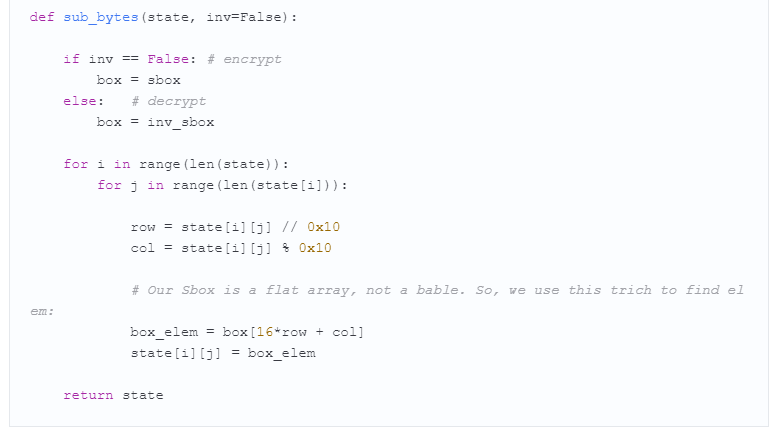 def sub_bytes(state, inv=False):
    if inv == False: # encrypt
        box = sbox
    else:   # decrypt
        box = inv_sbox
    for i in range(len(state)):
        for j in range(len(state[i])):
            row = state[i][j] // 0x10
            col = state[i][j] % 0x10
            # Our Sbox is a flat array, not a bable. So, we use this trich to find el
em:
            box_elem = box[16*row + col]
            state[i][j] = box_elem
    return state